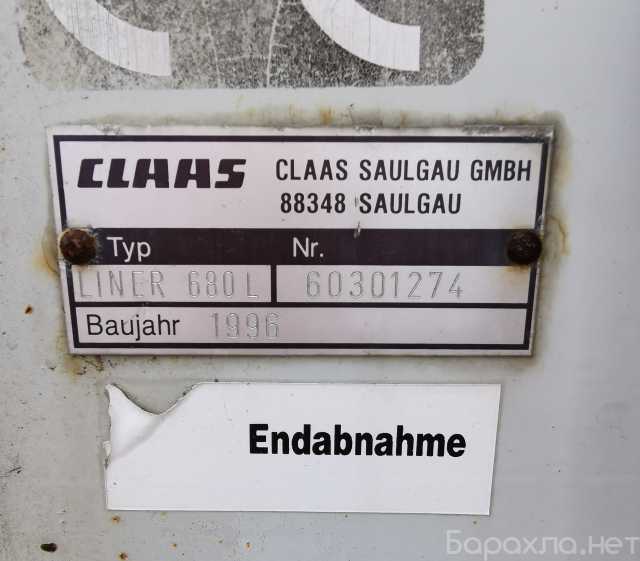 CLAAS CLAAS SAULGAU GMBH
88348 SAULGAU
Typ Nr.
LINER 680 L 60301274
Baujahr 1996
Endabnahme
Барахла.нет